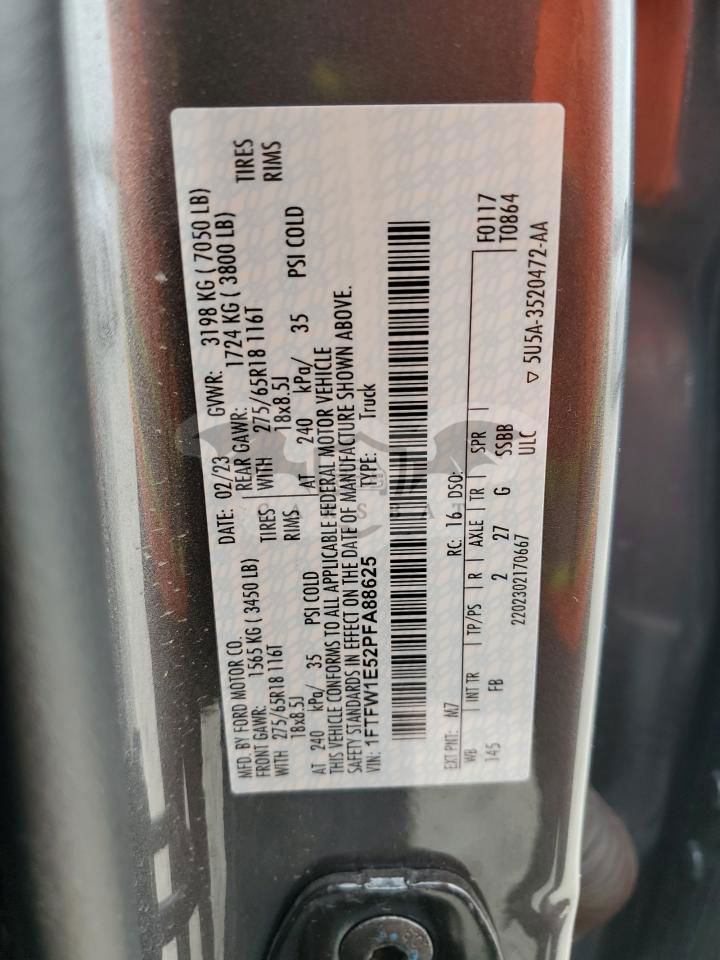 MFD. BY FORD MOTOR CO.
DATE: 02/23 GVWR: 3198 KG ( 7050 LB)
FRONT GAWR: 1565 KG ( 3450 LB) REAR GAWR: 1724 KG ( 3800 LB)
WITH 275/65R18 116T TIRES WITH 275/65R18 116T TIRES
18x8.5J RIMS 18x8.5J RIMS
AT 240 kPa/ 35 PSI COLD AT 240 kPa/ 35 PSI COLD
THIS VEHICLE CONFORMS TO ALL APPLICABLE FEDERAL MOTOR VEHICLE
SAFETY STANDARDS IN EFFECT ON THE DATE OF MANUFACTURE SHOWN ABOVE.
VIN: 1FTFW1E52PFA88625 TYPE: Truck
EXT PNT: M7 RC: 16 DSO: F0117
WB INT TR TP/PS R AXLE TR SPR T0864
145 FB 2 27 G SSBB
2202302170667 ULC
▽ 5U5A-3520472-AA